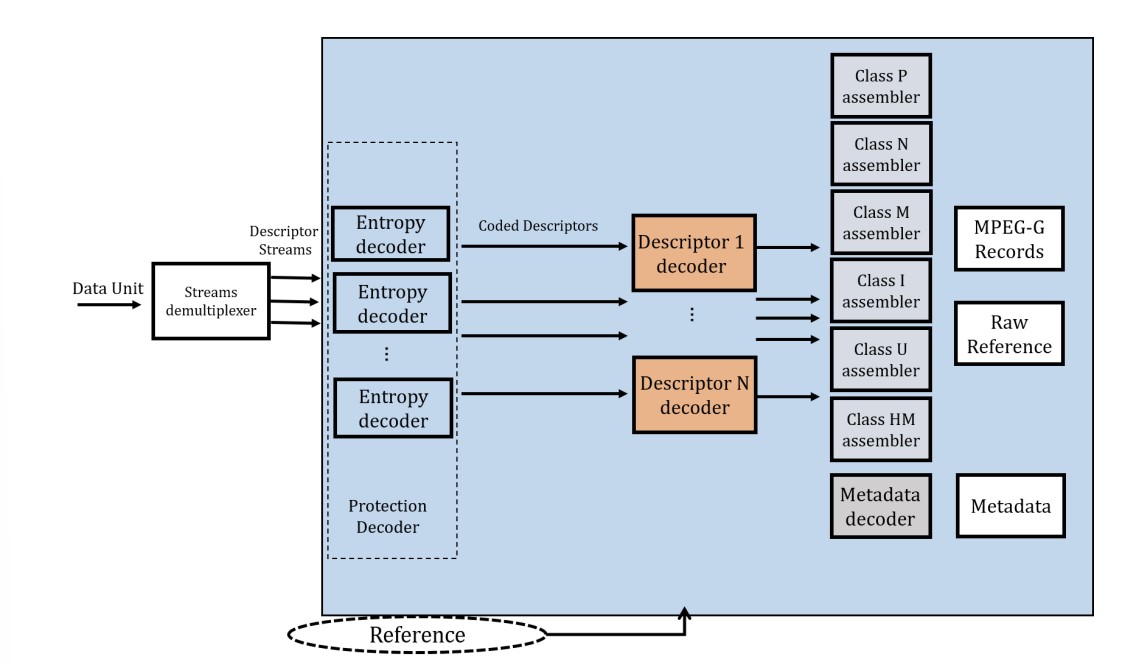 Data Unit
Streams
demultiplexer
Descriptor
Streams
Entropy
decoder
Entropy
decoder
⋮
Entropy
decoder
Protection
Decoder
Coded Descriptors
Descriptor 1
decoder
⋮
Descriptor N
decoder
Class P
assembler
Class N
assembler
Class M
assembler
Class I
assembler
Class U
assembler
Class HM
assembler
Metadata
decoder
MPEG-G
Records
Raw
Reference
Metadata
Reference